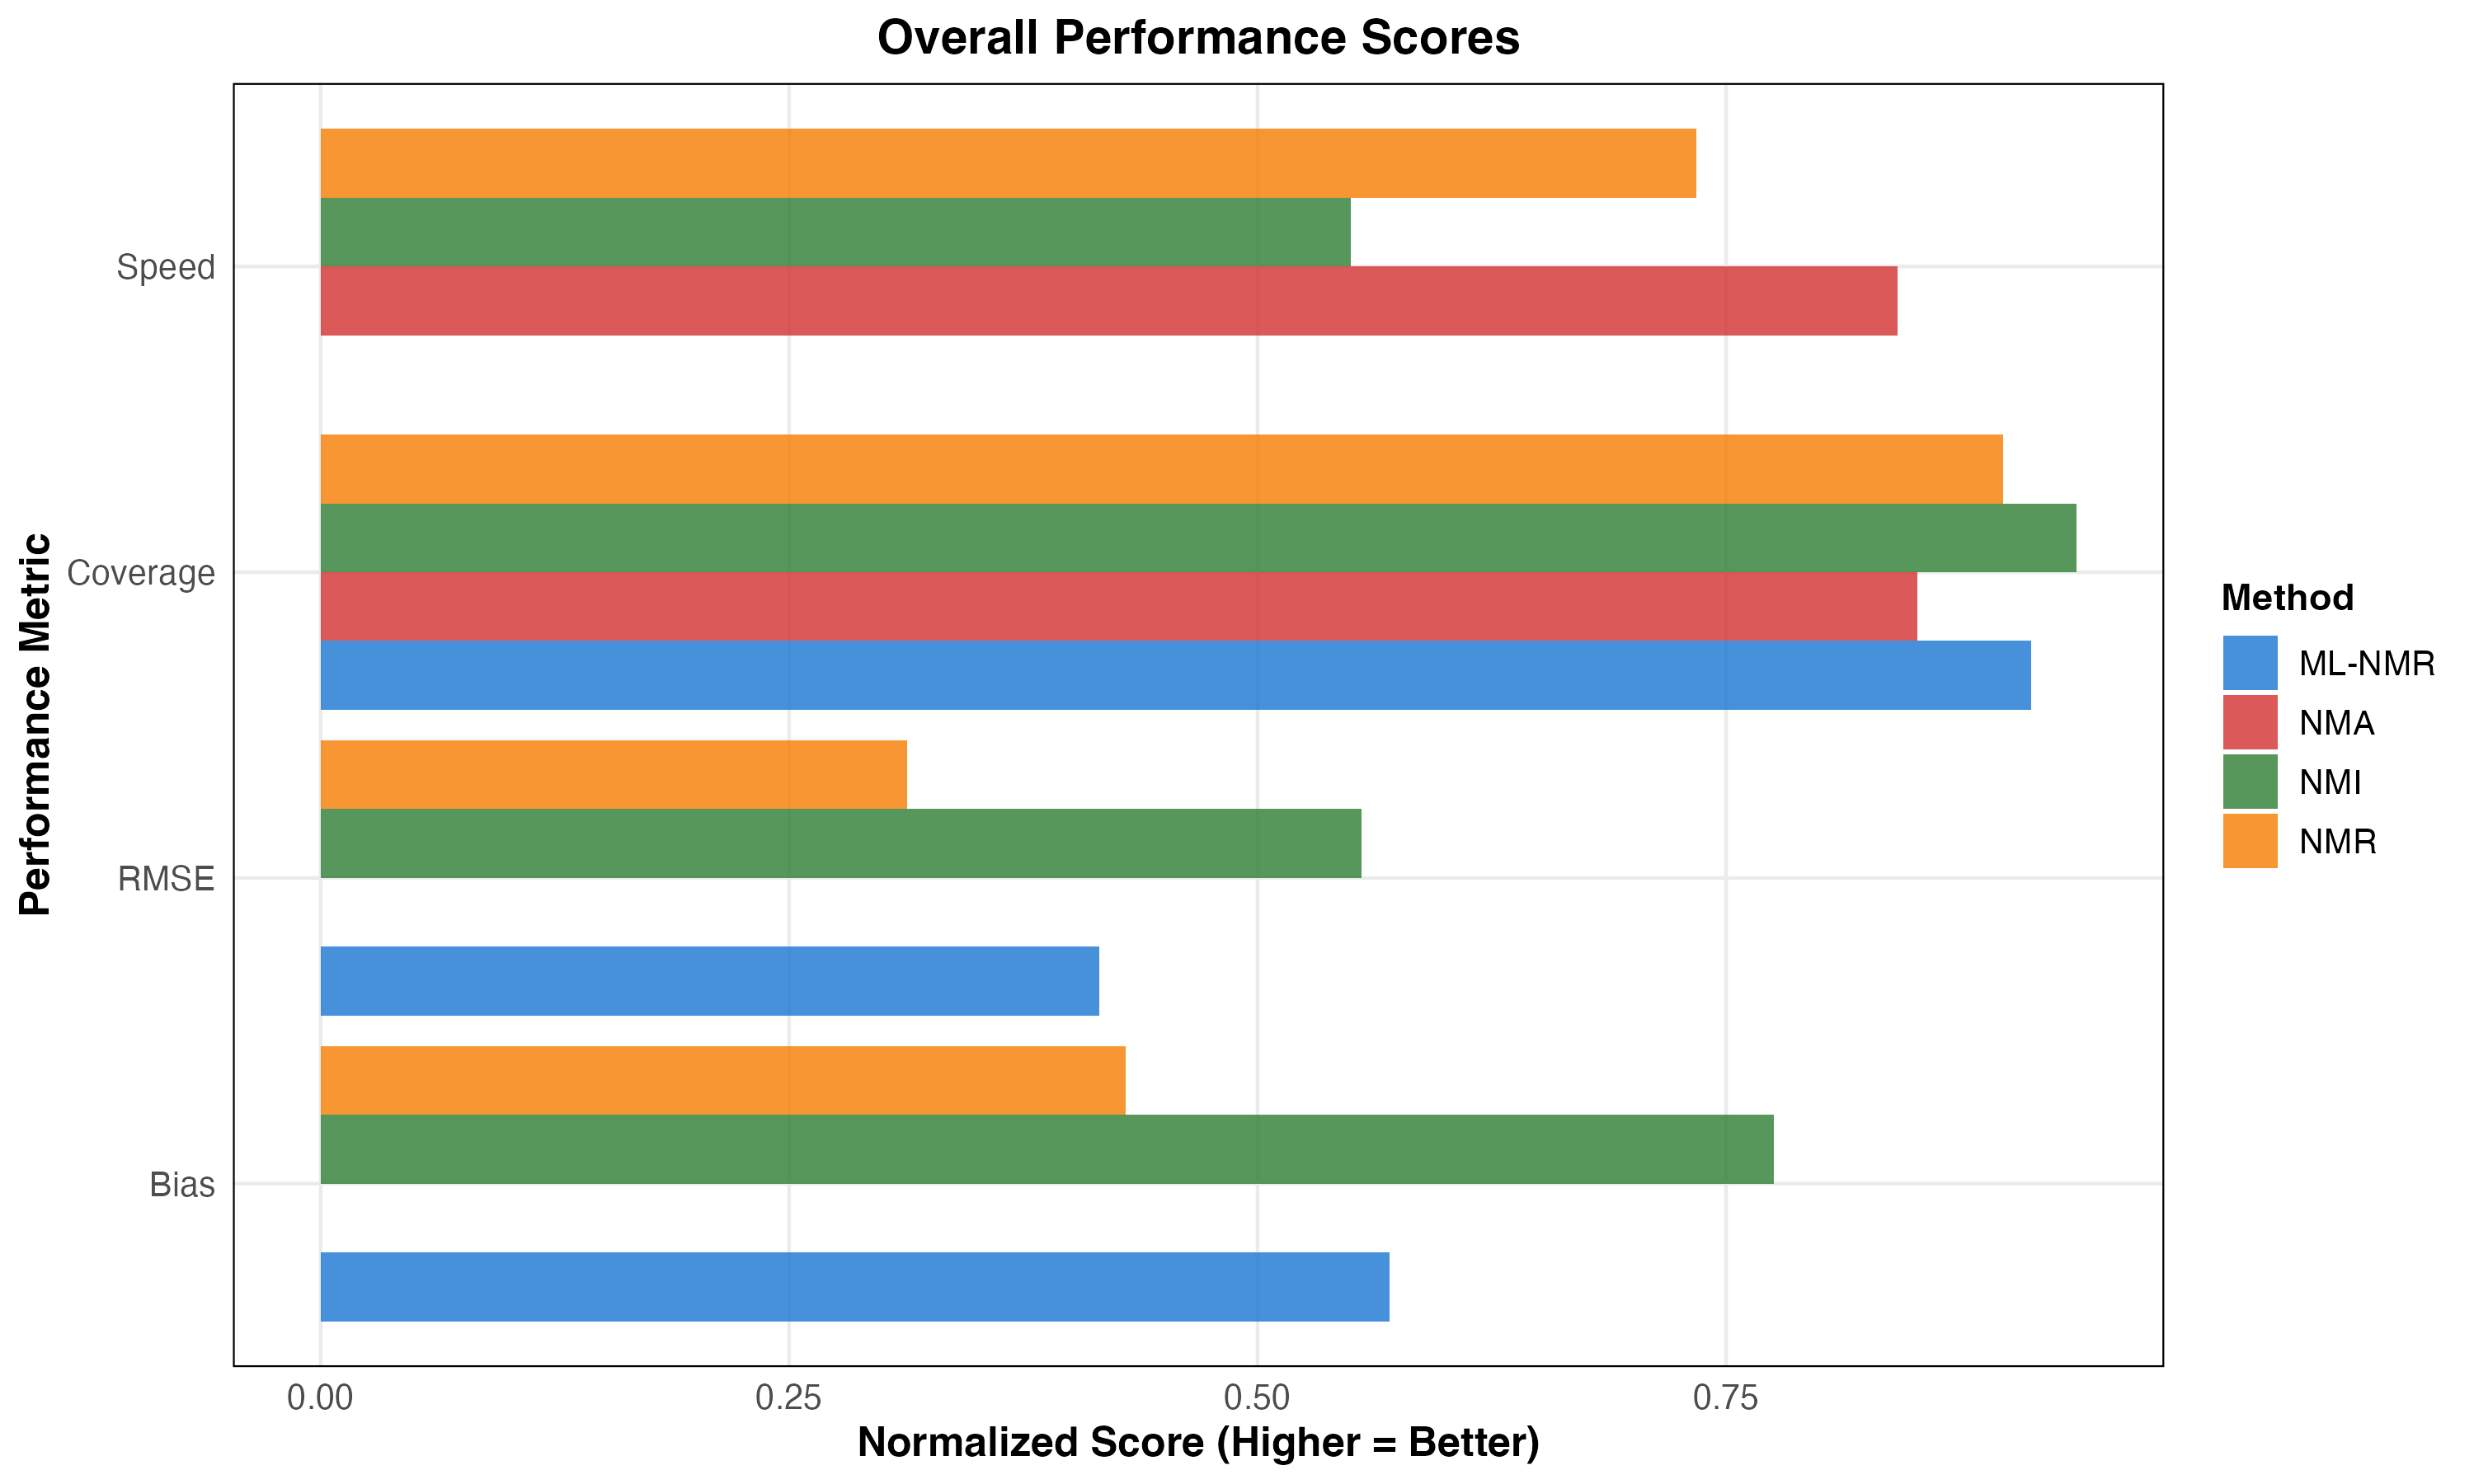 Overall Performance Scores
Performance Metric
Speed
Coverage
RMSE
Bias
0.00
0.25
0.50
0.75
Normalized Score (Higher = Better)
Method
ML-NMR
NMA
NMI
NMR